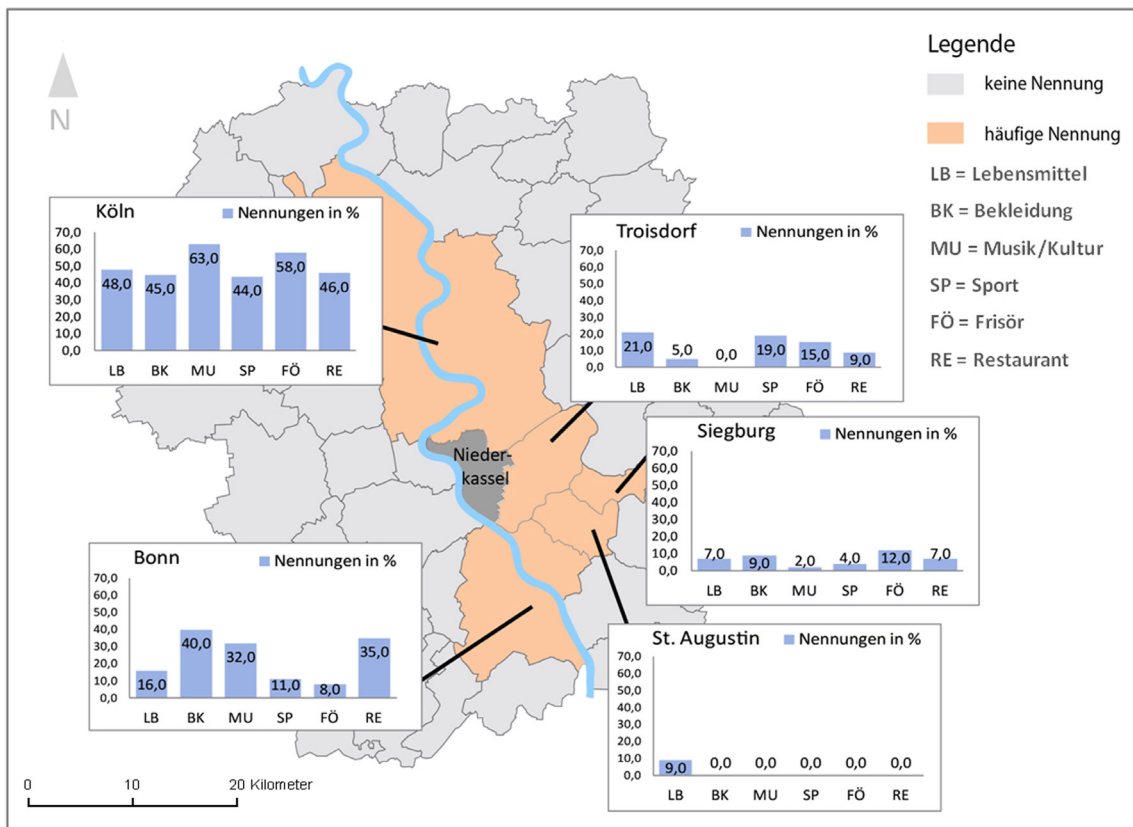 Legende
keine Nennung
häufige Nennung
LB = Lebensmittel
BK = Bekleidung
MU = Musik/Kultur
SP = Sport
FÖ = Frisör
RE = Restaurant
N
Köln
Nennungen in %
70,0
60,0
50,0
40,0
30,0
20,0
10,0
0,0
48,0 45,0 63,0 44,0 58,0 46,0
LB BK MU SP FÖ RE
Troisdorf
Nennungen in %
70,0
60,0
50,0
40,0
30,0
20,0
10,0
0,0
21,0 5,0 0,0 19,0 15,0 9,0
LB BK MU SP FÖ RE
Nieder-
kassel
Siegburg
Nennungen in %
70,0
60,0
50,0
40,0
30,0
20,0
10,0
0,0
7,0 9,0 2,0 4,0 12,0 7,0
LB BK MU SP FÖ RE
Bonn
Nennungen in %
70,0
60,0
50,0
40,0
30,0
20,0
10,0
0,0
16,0 40,0 32,0 11,0 8,0 35,0
LB BK MU SP FÖ RE
St. Augustin
Nennungen in %
70,0
60,0
50,0
40,0
30,0
20,0
10,0
0,0
9,0 0,0 0,0 0,0 0,0 0,0
LB BK MU SP FÖ RE
0 10 20 Kilometer